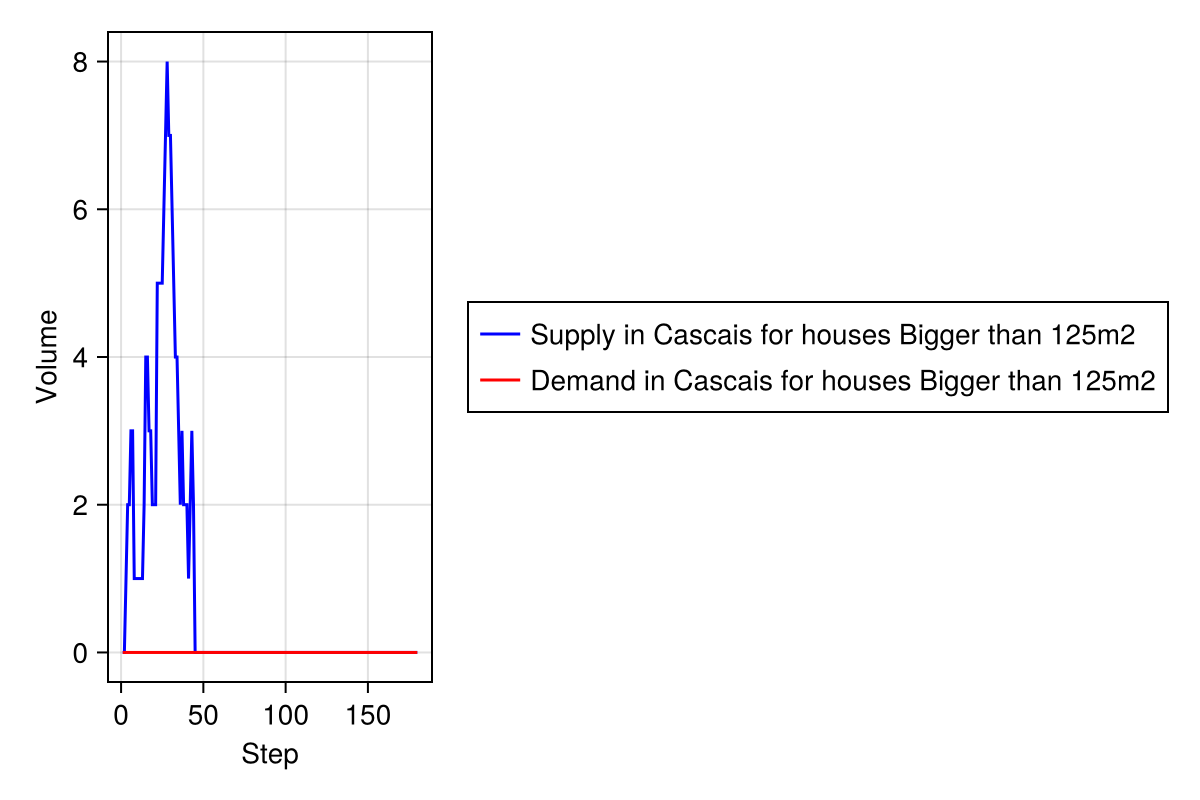 8
6
4
2
0
Volume
0 50 100 150
Step
Supply in Cascais for houses Bigger than 125m2
Demand in Cascais for houses Bigger than 125m2